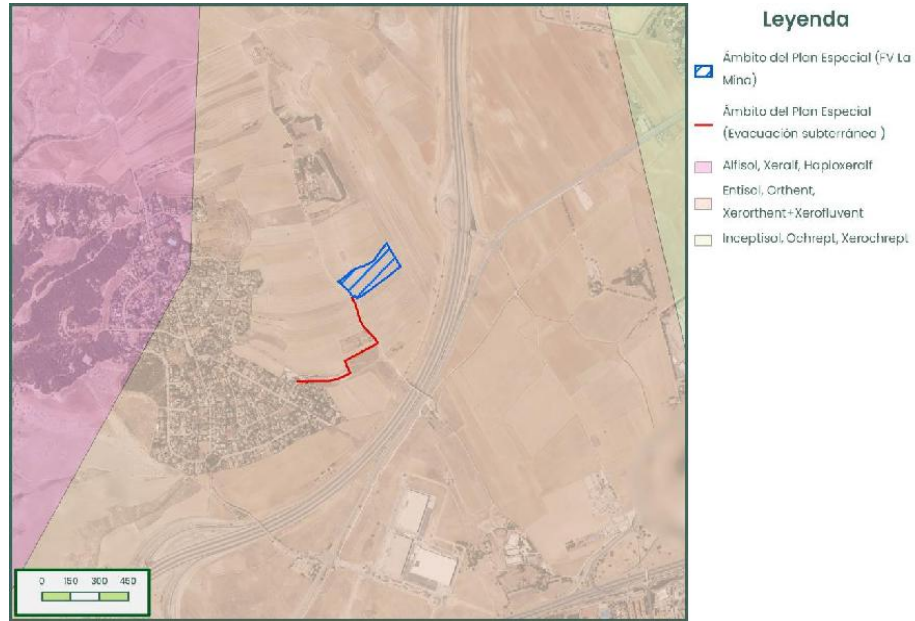 Leyenda
Ámbito del Plan Especial (FV La
Mina)
Ámbito del Plan Especial
(Evacuación subterránea )
Alfisol, Xeralf, Haploxeralf
Entisol, Orthent,
Xerorthent+Xerofluvent
Inceptisol, Ochrept, Xerochrept
0 150 300 450